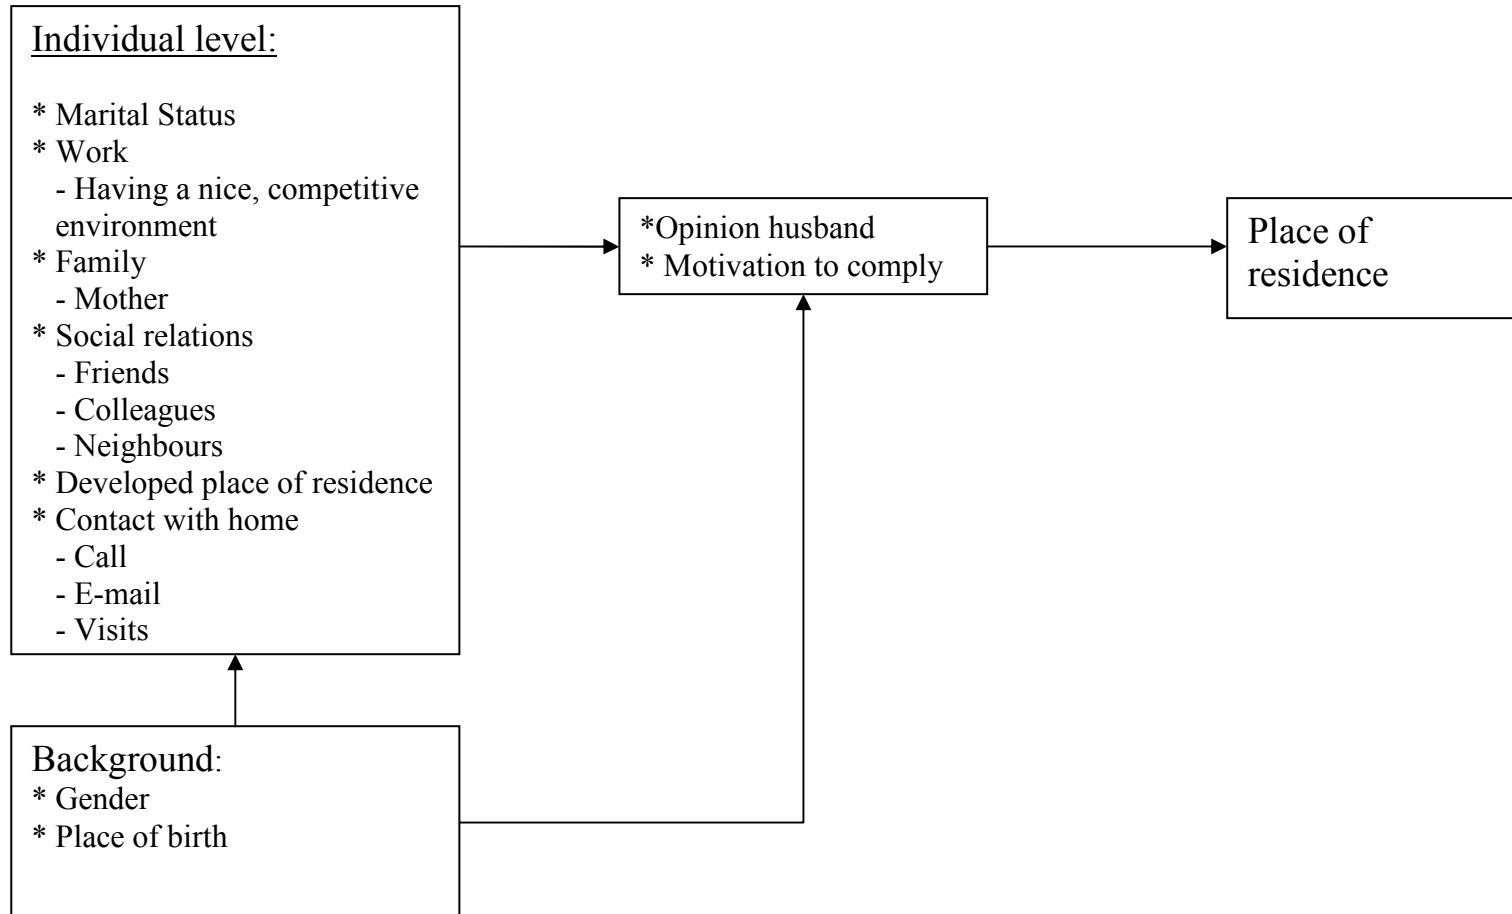 Individual level:
* Marital Status
* Work
- Having a nice, competitive
environment
* Family
- Mother
* Social relations
- Friends
- Colleagues
- Neighbours
* Developed place of residence
* Contact with home
- Call
- E-mail
- Visits
*Opinion husband
* Motivation to comply
Place of
residence
Background:
* Gender
* Place of birth